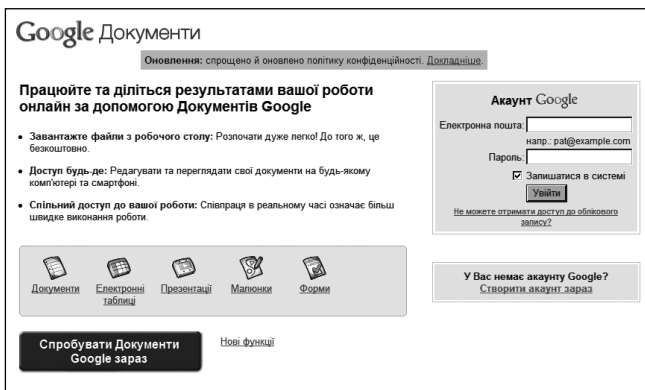 Google Документи
Оновлення: спрощено й оновлено політику конфіденційності. Докладніше.
Працюйте та діліться результатами вашої роботи
онлайн за допомогою Документів Google
• Завантажте файли з робочого столу: Розпочати дуже легко! До того ж, це
безкоштовно.
• Доступ будь-де: Редагувати та переглядати свої документи на будь-якому
комп'ютері та смартфоні.
• Спільний доступ до вашої роботи: Співпраця в реальному часі означає більш
швидке виконання роботи.
Документи
Електронні
таблиці
Презентації
Малюнки
Форми
Спробувати Документи
Google зараз
Нові функції
Акаунт Google
Електронна пошта:
напр.: pat@example.com
Пароль:
Залишатися в системі
Увійти
Не можете отримати доступ до облікового
запису?
У Вас немає акаунту Google?
Створити акаунт зараз